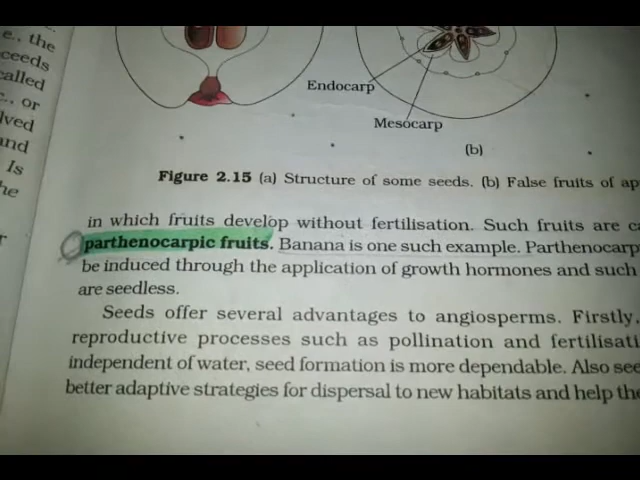 e., the
ceeds
called
., or
lved
and
Is
he
Endocarp
Mesocarp
(b)
Figure 2.15 (a) Structure of some seeds. (b) False fruits of ap
in which fruits develop without fertilisation. Such fruits are ca
parthenocarpic fruits. Banana is one such example. Parthenocarp
be induced through the application of growth hormones and such
are seedless.
Seeds offer several advantages to angiosperms. Firstly,
reproductive processes such as pollination and fertilisati
independent of water, seed formation is more dependable. Also see
better adaptive strategies for dispersal to new habitats and help the